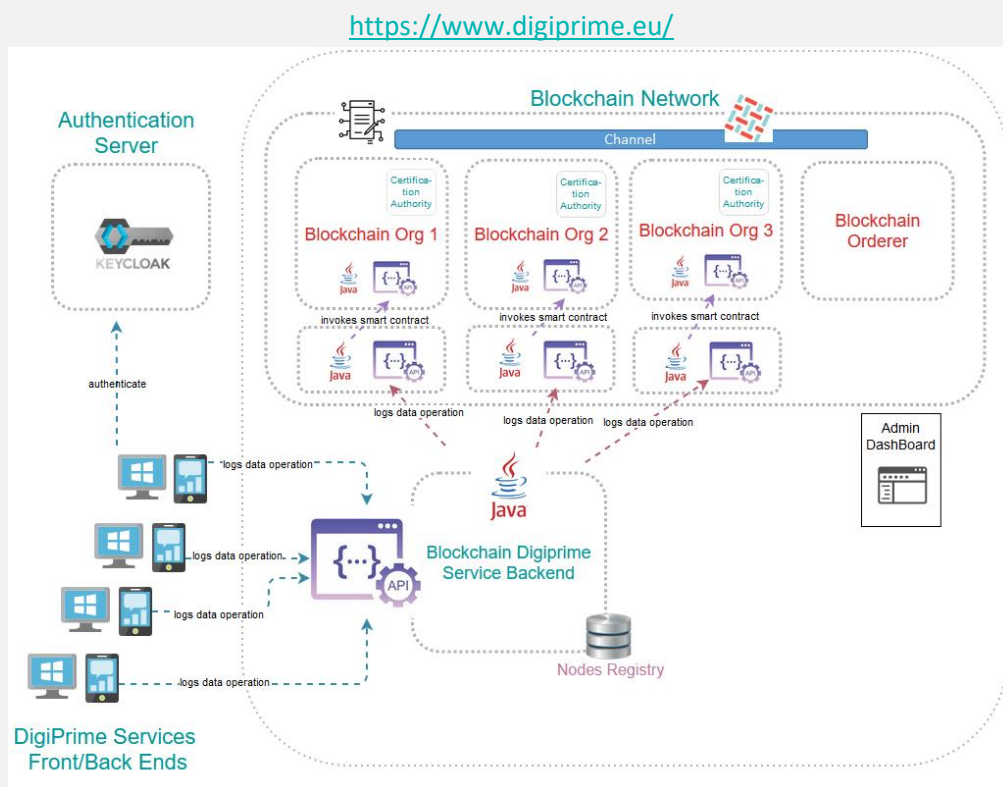 https://www.digiprime.eu/
Blockchain Network
Authentication
Server
Channel
KEYCLOAK
Certifica-
tion
Authority
Blockchain Org 1
Java
Certifica-
tion
Authority
Blockchain Org 2
Java
Certifica-
tion
Authority
Blockchain Org 3
Java
Blockchain
Orderer
{...}
API
{...}
API
{...}
API
invokes smart contract
invokes smart contract
invokes smart contract
Java
{...}
API
Java
{...}
API
Java
{...}
API
authenticate
logs data operation
logs data operation
logs data operation
Admin
DashBoard
logs data operation
logs data operation
logs data operation
logs data operation
Java
Blockchain Digiprime
Service Backend
{...}
API
Nodes Registry
DigiPrime Services
Front/Back Ends